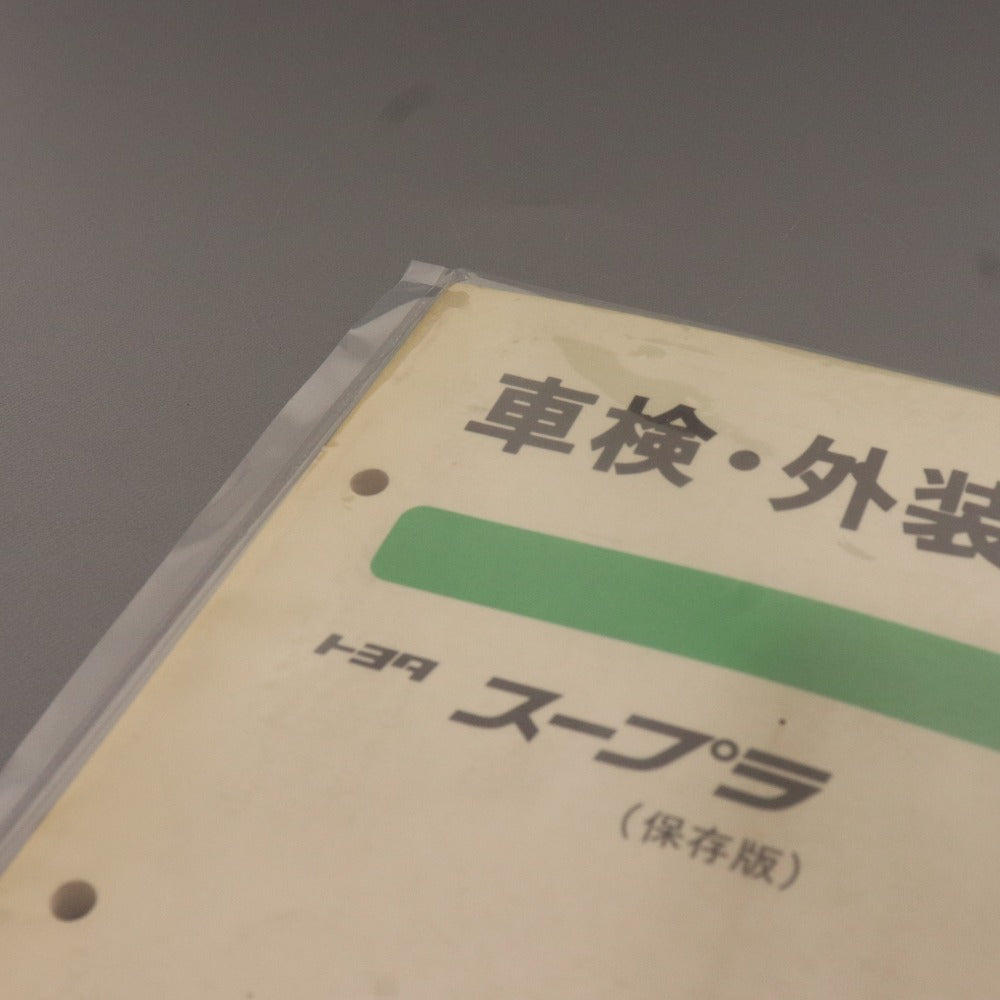 車検・外装
トヨタ スープラ
（保存版）